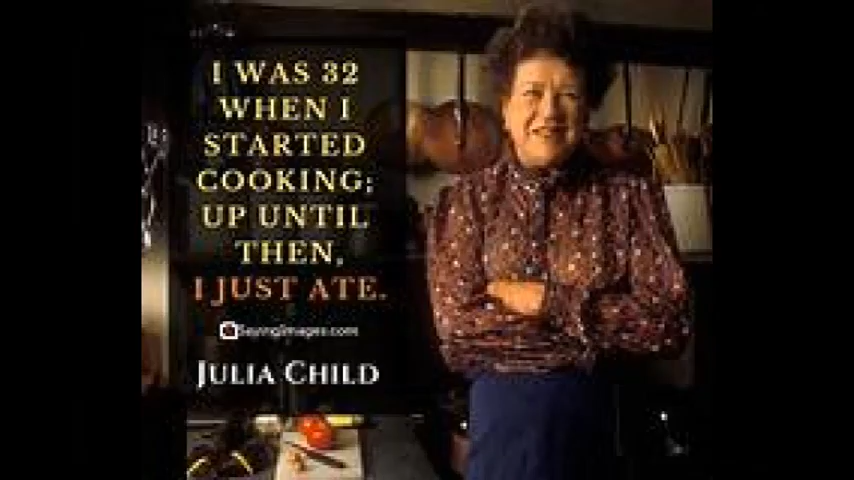 I WAS 32
WHEN I
STARTED
COOKING;
UP UNTIL
THEN,
I JUST ATE.
SayingImages.com
JULIA CHILD